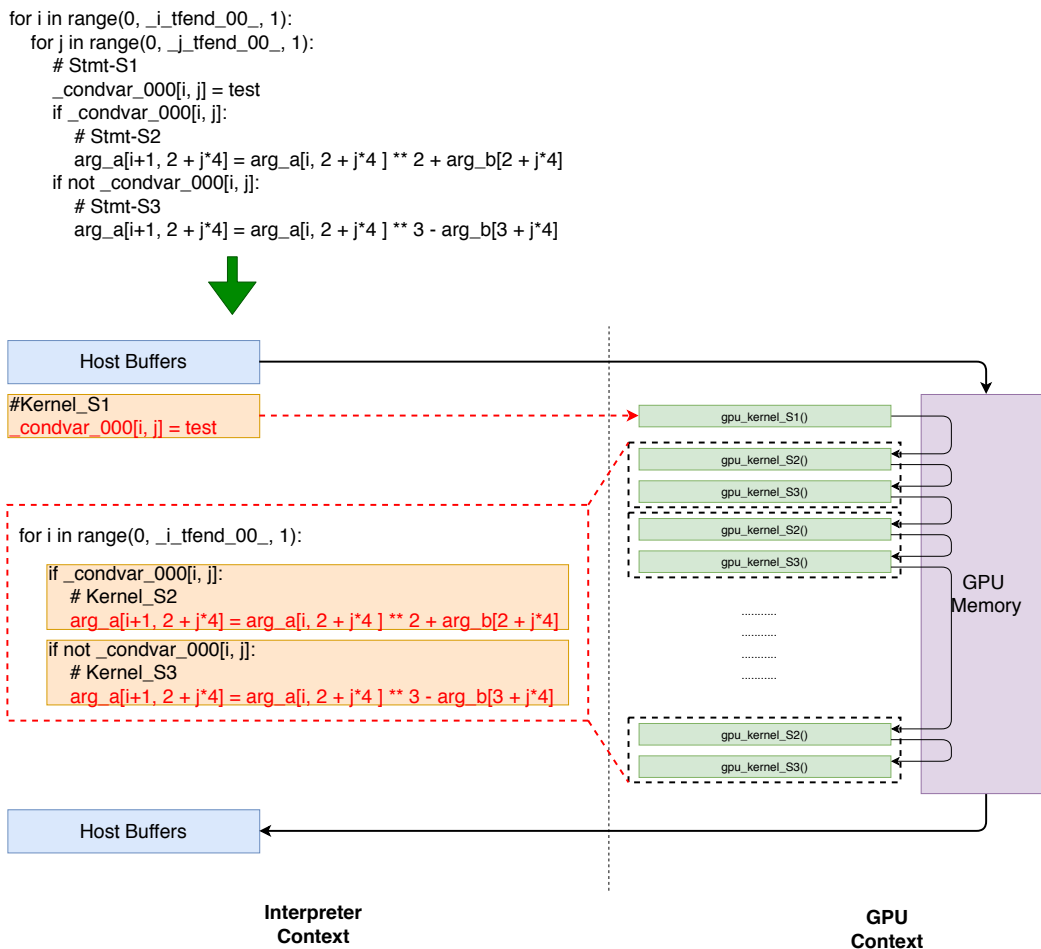 for i in range(0, _i_tfend_00_, 1):
for j in range(0, _j_tfend_00_, 1):
# Stmt-S1
_condvar_000[i, j] = test
if _condvar_000[i, j]:
# Stmt-S2
arg_a[i+1, 2 + j*4] = arg_a[i, 2 + j*4 ] ** 2 + arg_b[2 + j*4]
if not _condvar_000[i, j]:
# Stmt-S3
arg_a[i+1, 2 + j*4] = arg_a[i, 2 + j*4 ] ** 3 - arg_b[3 + j*4]
Host Buffers
#Kernel_S1
_condvar_000[i, j] = test
for i in range(0, _i_tfend_00_, 1):
if _condvar_000[i, j]:
# Kernel_S2
arg_a[i+1, 2 + j*4] = arg_a[i, 2 + j*4 ] ** 2 + arg_b[2 + j*4]
if not _condvar_000[i, j]:
# Kernel_S3
arg_a[i+1, 2 + j*4] = arg_a[i, 2 + j*4 ] ** 3 - arg_b[3 + j*4]
Host Buffers
gpu_kernel_S1()
gpu_kernel_S2()
gpu_kernel_S3()
gpu_kernel_S2()
gpu_kernel_S3()
...........
...........
...........
...........
gpu_kernel_S2()
gpu_kernel_S3()
GPU
Memory
Interpreter
Context
GPU
Context